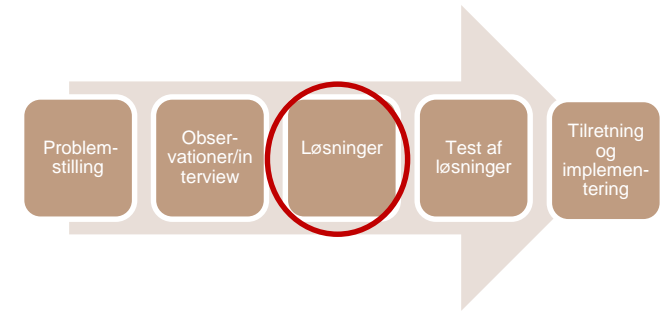 Problem-
stilling
Obser-
vationer/in
terview
Løsninger
Test af
løsninger
Tilretning
og
implemen-
tering